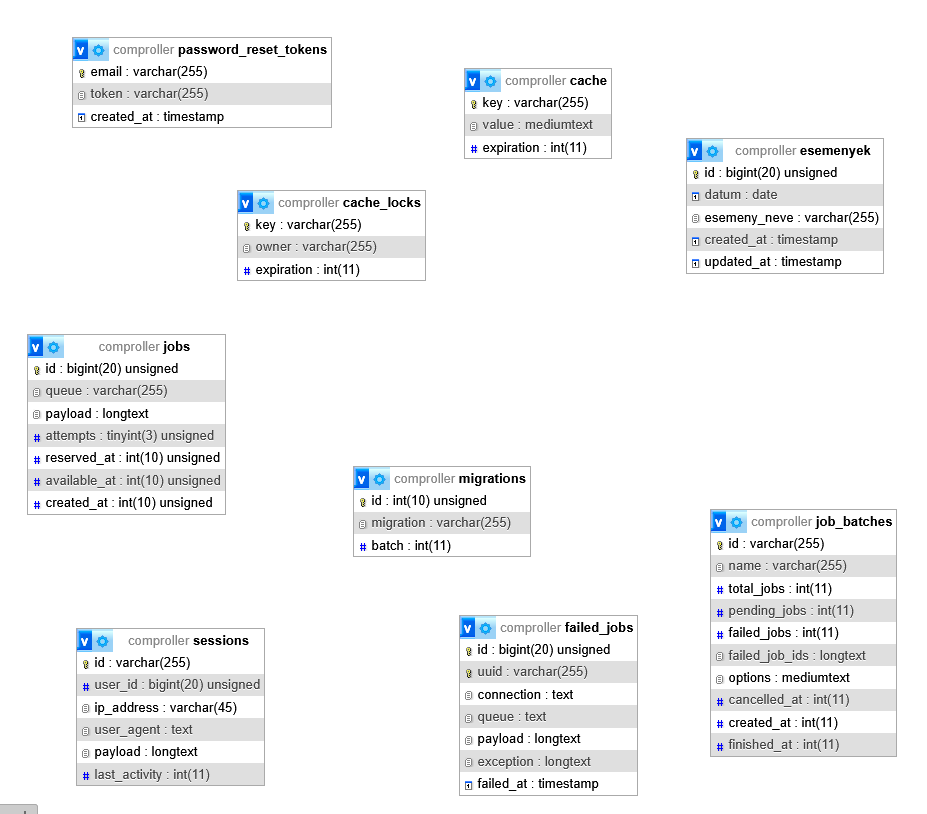 v comproller password_reset_tokens
email : varchar(255)
token : varchar(255)
created_at : timestamp
v comproller cache
key : varchar(255)
value : mediumtext
# expiration : int(11)
v comproller esemenyek
id : bigint(20) unsigned
datum : date
esemeny_neve : varchar(255)
created_at : timestamp
updated_at : timestamp
v comproller cache_locks
key : varchar(255)
owner : varchar(255)
# expiration : int(11)
v comproller jobs
id : bigint(20) unsigned
queue : varchar(255)
payload : longtext
# attempts : tinyint(3) unsigned
# reserved_at : int(10) unsigned
# available_at : int(10) unsigned
# created_at : int(10) unsigned
v comproller migrations
id : int(10) unsigned
migration : varchar(255)
# batch : int(11)
v comproller job_batches
id : varchar(255)
name : varchar(255)
# total_jobs : int(11)
# pending_jobs : int(11)
# failed_jobs : int(11)
failed_job_ids : longtext
options : mediumtext
# cancelled_at : int(11)
# created_at : int(11)
# finished_at : int(11)
v comproller sessions
id : varchar(255)
# user_id : bigint(20) unsigned
ip_address : varchar(45)
user_agent : text
payload : longtext
# last_activity : int(11)
v comproller failed_jobs
id : bigint(20) unsigned
uuid : varchar(255)
connection : text
queue : text
payload : longtext
exception : longtext
failed_at : timestamp